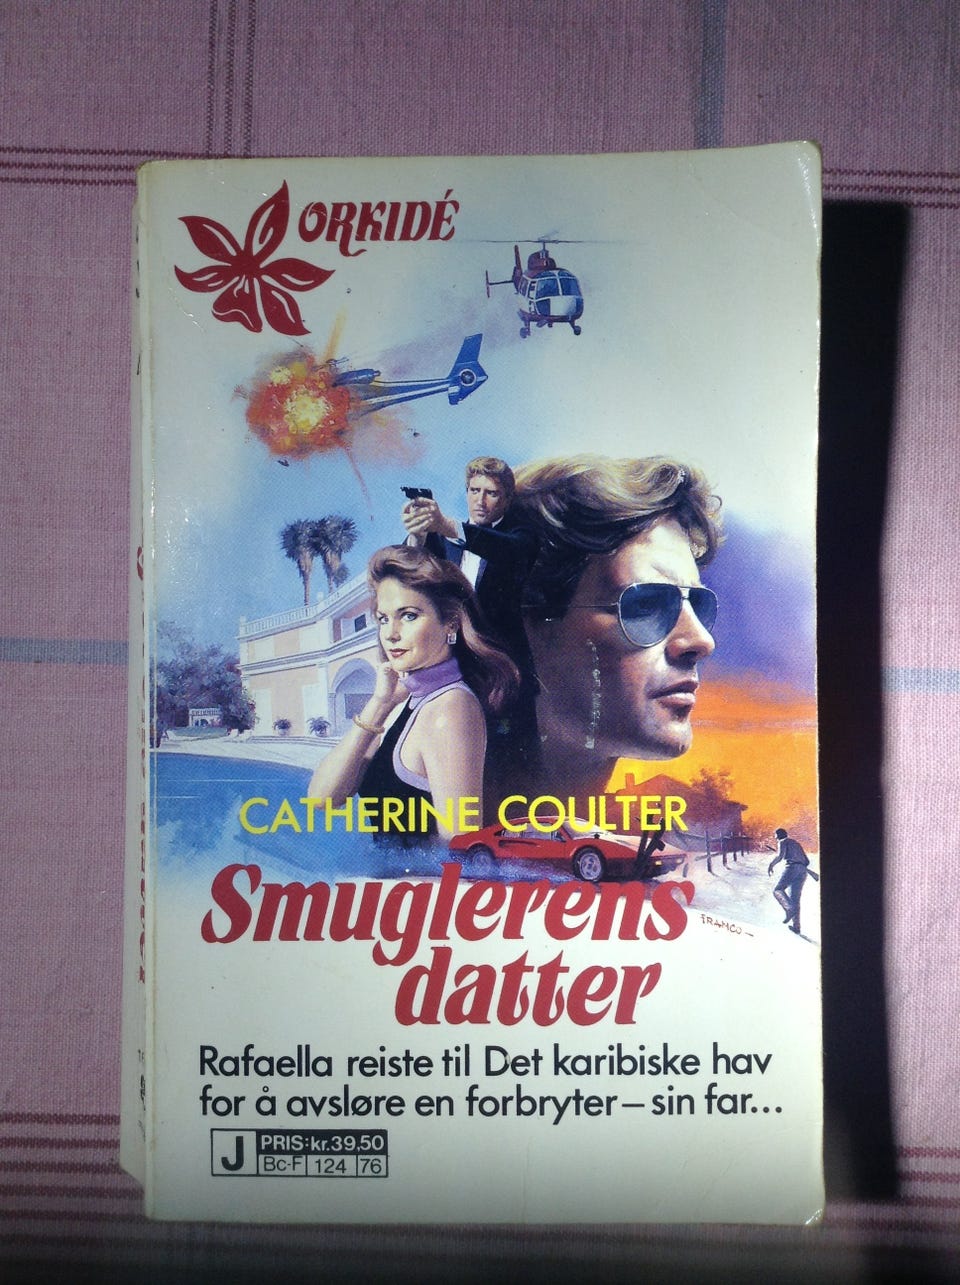 ORKIDÉ
CATHERINE COULTER
Smuglerens
datter
FRANCO
Rafaella reiste til Det karibiske hav
for å avsløre en forbryter – sin far...
J
PRIS: kr. 39,50
Bc-F 124 76